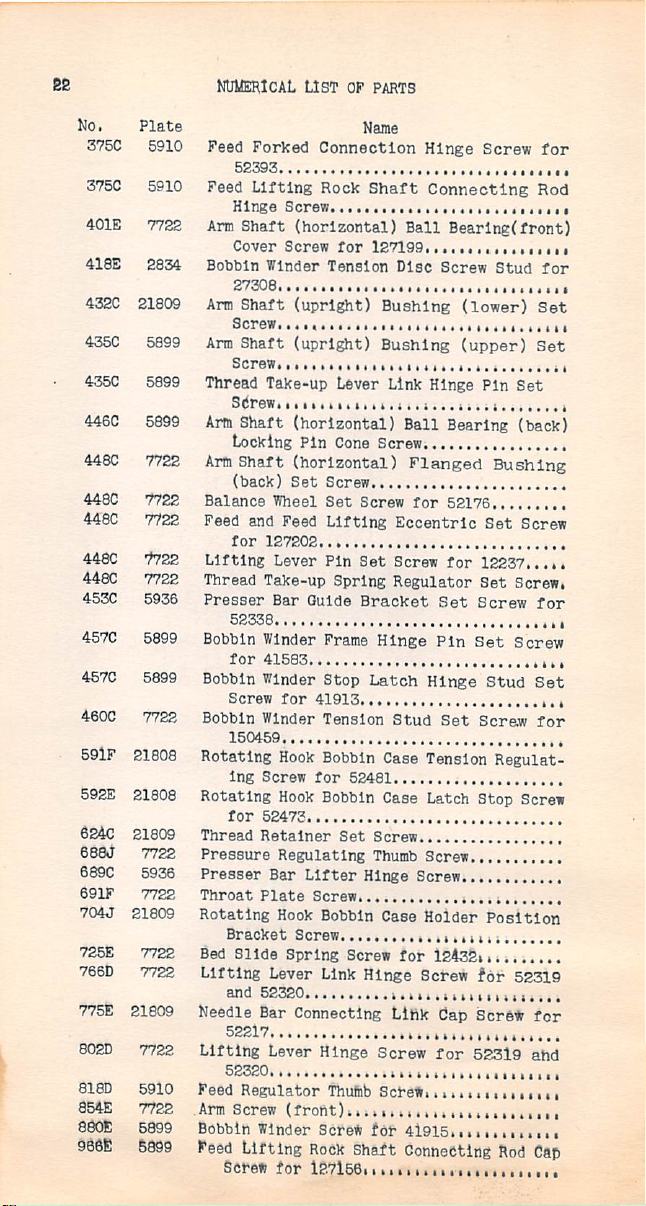 22 NUMERICAL LIST OF PARTS
No. Plate Name
375C 5910 Feed Forked Connection Hinge Screw for
52393.................................
375C 5910 Feed Lifting Rock Shaft Connecting Rod
Hinge Screw...........................
401E 7722 Arm Shaft (horizontal) Ball Bearing(front)
Cover Screw for 127199................
418E 2834 Bobbin Winder Tension Disc Screw Stud for
27308.................................
432C 21809 Arm Shaft (upright) Bushing (lower) Set
Screw.................................
435C 5899 Arm Shaft (upright) Bushing (upper) Set
Screw.................................
435C 5899 Thread Take-up Lever Link Hinge Pin Set
Screw.................................
446C 5899 Arm Shaft (horizontal) Ball Bearing (back)
Locking Pin Cone Screw................
448C 7722 Arm Shaft (horizontal) Flanged Bushing
(back) Set Screw......................
448C 7722 Balance Wheel Set Screw for 52176.........
448C 7722 Feed and Feed Lifting Eccentric Set Screw
for 127202............................
448C 7722 Lifting Lever Pin Set Screw for 12237.....
448C 7722 Thread Take-up Spring Regulator Set Screw.
453C 5936 Presser Bar Guide Bracket Set Screw for
52338.................................
457C 5899 Bobbin Winder Frame Hinge Pin Set Screw
for 41583.............................
457C 5899 Bobbin Winder Stop Latch Hinge Stud Set
Screw for 41913.......................
460C 7722 Bobbin Winder Tension Stud Set Screw for
150459................................
591F 21808 Rotating Hook Bobbin Case Tension Regulat-
ing Screw for 52481...................
592E 21808 Rotating Hook Bobbin Case Latch Stop Screw
for 52473.............................
624C 21809 Thread Retainer Set Screw................
688J 7722 Pressure Regulating Thumb Screw...........
689C 5936 Presser Bar Lifter Hinge Screw............
691F 7722 Throat Plate Screw.......................
704J 21809 Rotating Hook Bobbin Case Holder Position
Bracket Screw.........................
725E 7722 Bed Slide Spring Screw for 12432..........
766D 7722 Lifting Lever Link Hinge Screw for 52319
and 52320.............................
775E 21809 Needle Bar Connecting Link Cap Screw for
52217.................................
802D 7722 Lifting Lever Hinge Screw for 52319 and
52320.................................
818D 5910 Feed Regulator Thumb Screw................
854E 7722 Arm Screw (front)........................
880E 5899 Bobbin Winder Screw for 41915.............
966E 5899 Feed Lifting Rock Shaft Connecting Rod Cap
Screw for 127156......................